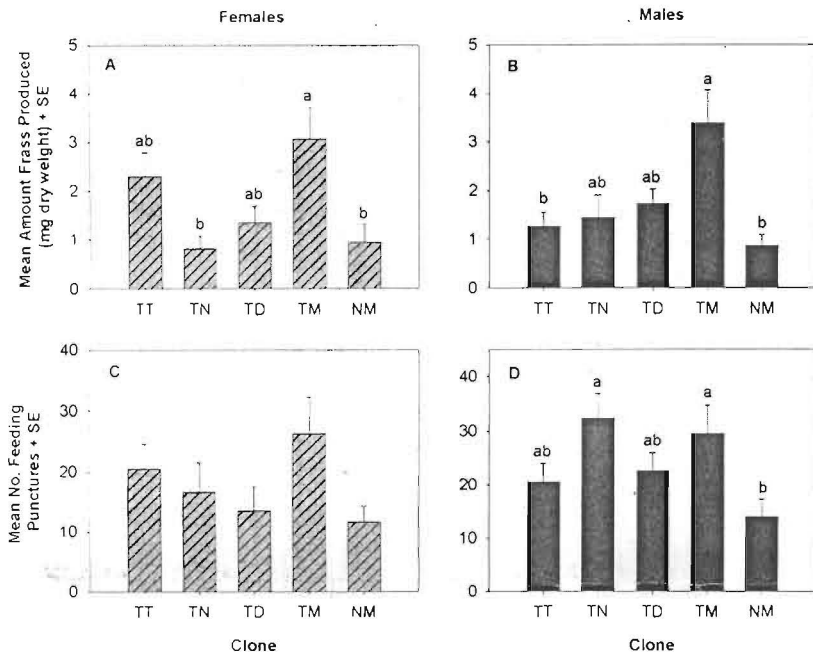 Females
Males
Mean Amount Frass Produced
(mg dry weight) + SE
5
4
3
2
1
0
A
ab
b
ab
a
b
TT TN TD TM NM
5
4
3
2
1
0
B
b
ab
ab
a
b
TT TN TD TM NM
Mean No. Feeding
Punctures + SE
40
30
20
10
0
C
TT TN TD TM NM
Clone
40
30
20
10
0
D
ab
a
ab
a
b
TT TN TD TM NM
Clone